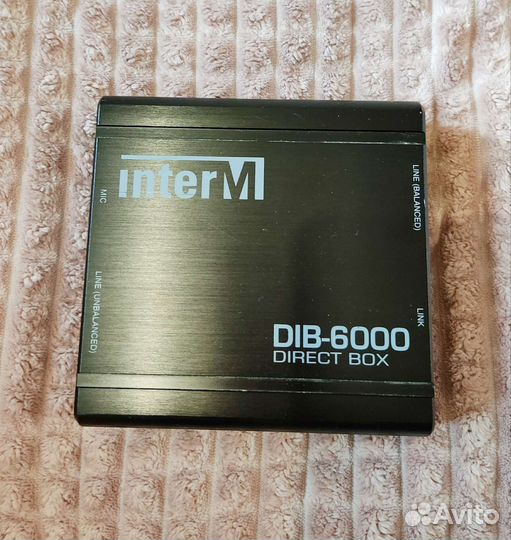 interM
MIC
LINE (UNBALANCED)
LINE (BALANCED)
LINK
DIB-6000
DIRECT BOX
Avito